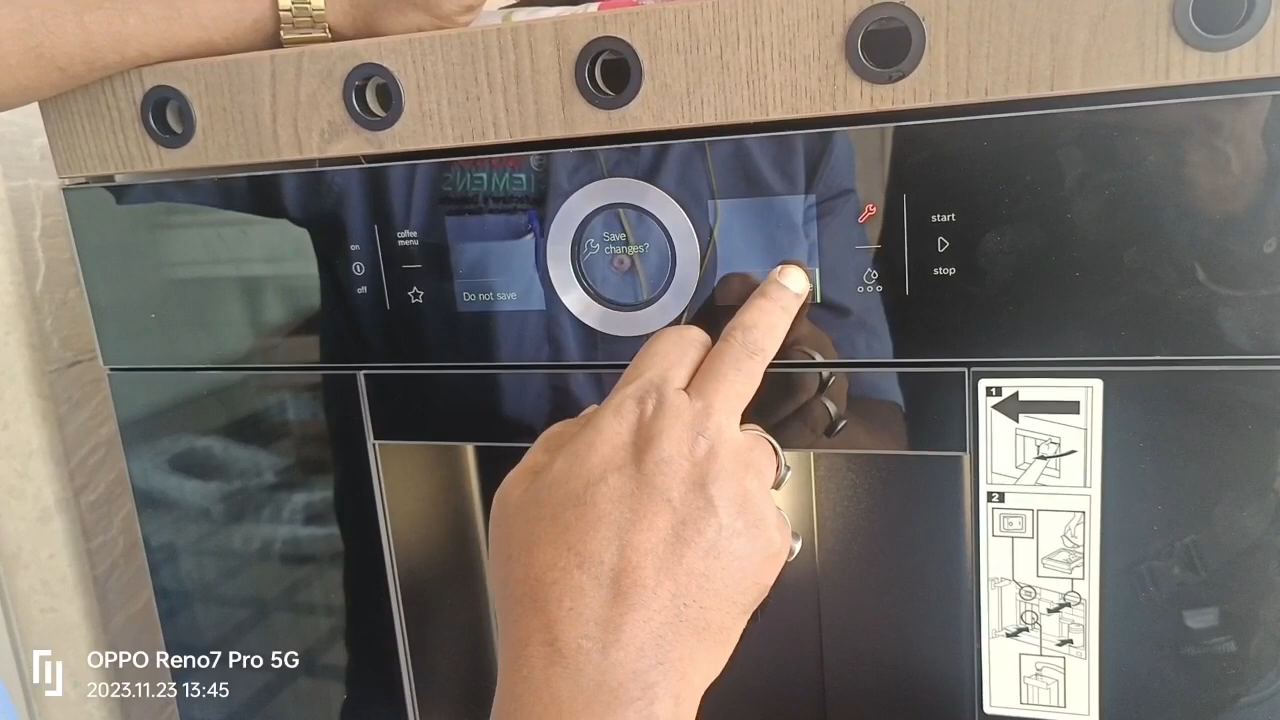 on
off
coffee
menu
Do not save
Save
changes?
start
stop
1
2
SIEMENS
OPPO Reno7 Pro 5G
2023.11.23 13:45